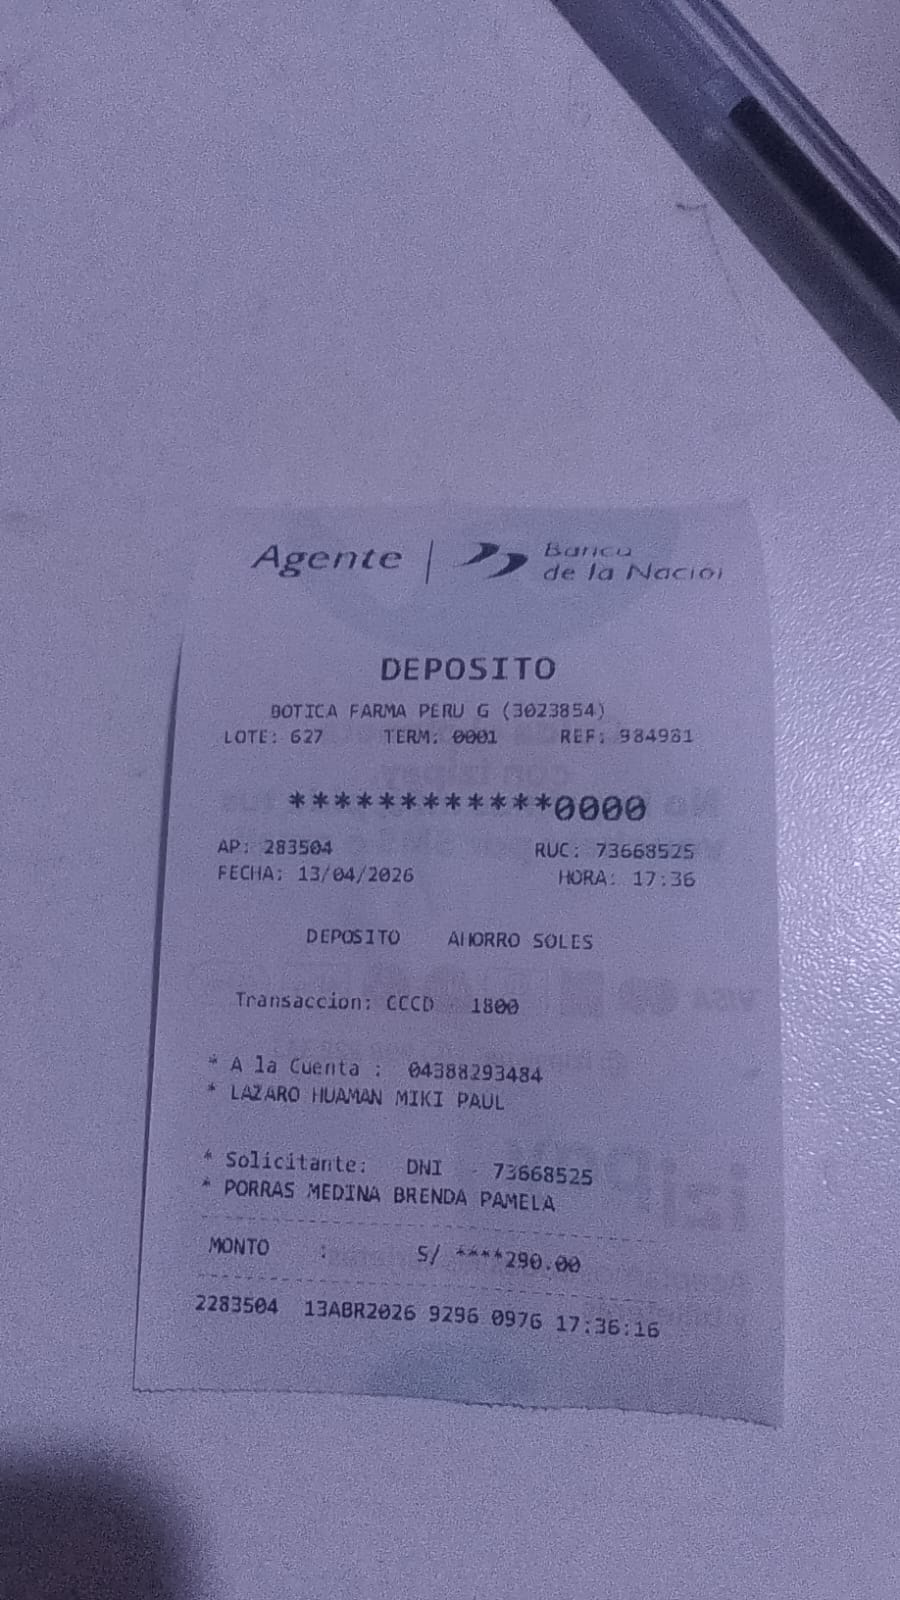 Agente | Banco
de la Nación
DEPOSITO
BOTICA FARMA PERU G (3023854)
LOTE: 627 TERM: 0001 REF: 984981
************0000
AP: 283504 RUC: 73668525
FECHA: 13/04/2026 HORA: 17:36
DEPOSITO AHORRO SOLES
Transaccion: CCCD - 1800
* A la Cuenta : 04388293484
* LAZARO HUAMAN MIKI PAUL
* Solicitante: DNI - 73668525
* PORRAS MEDINA BRENDA PAMELA
MONTO : S/ ****290.00
2283504 13ABR2026 9296 0976 17:36:16